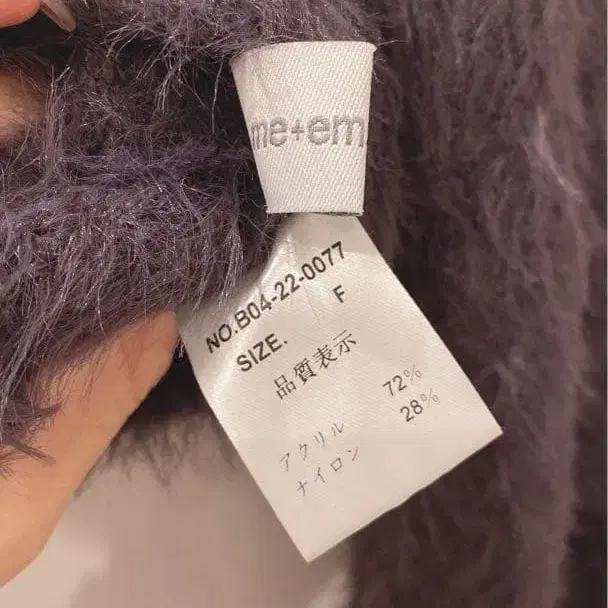 me+em
NO.B04-22-0077
SIZE. F
品質表示
アクリル 72%
ナイロン 28%